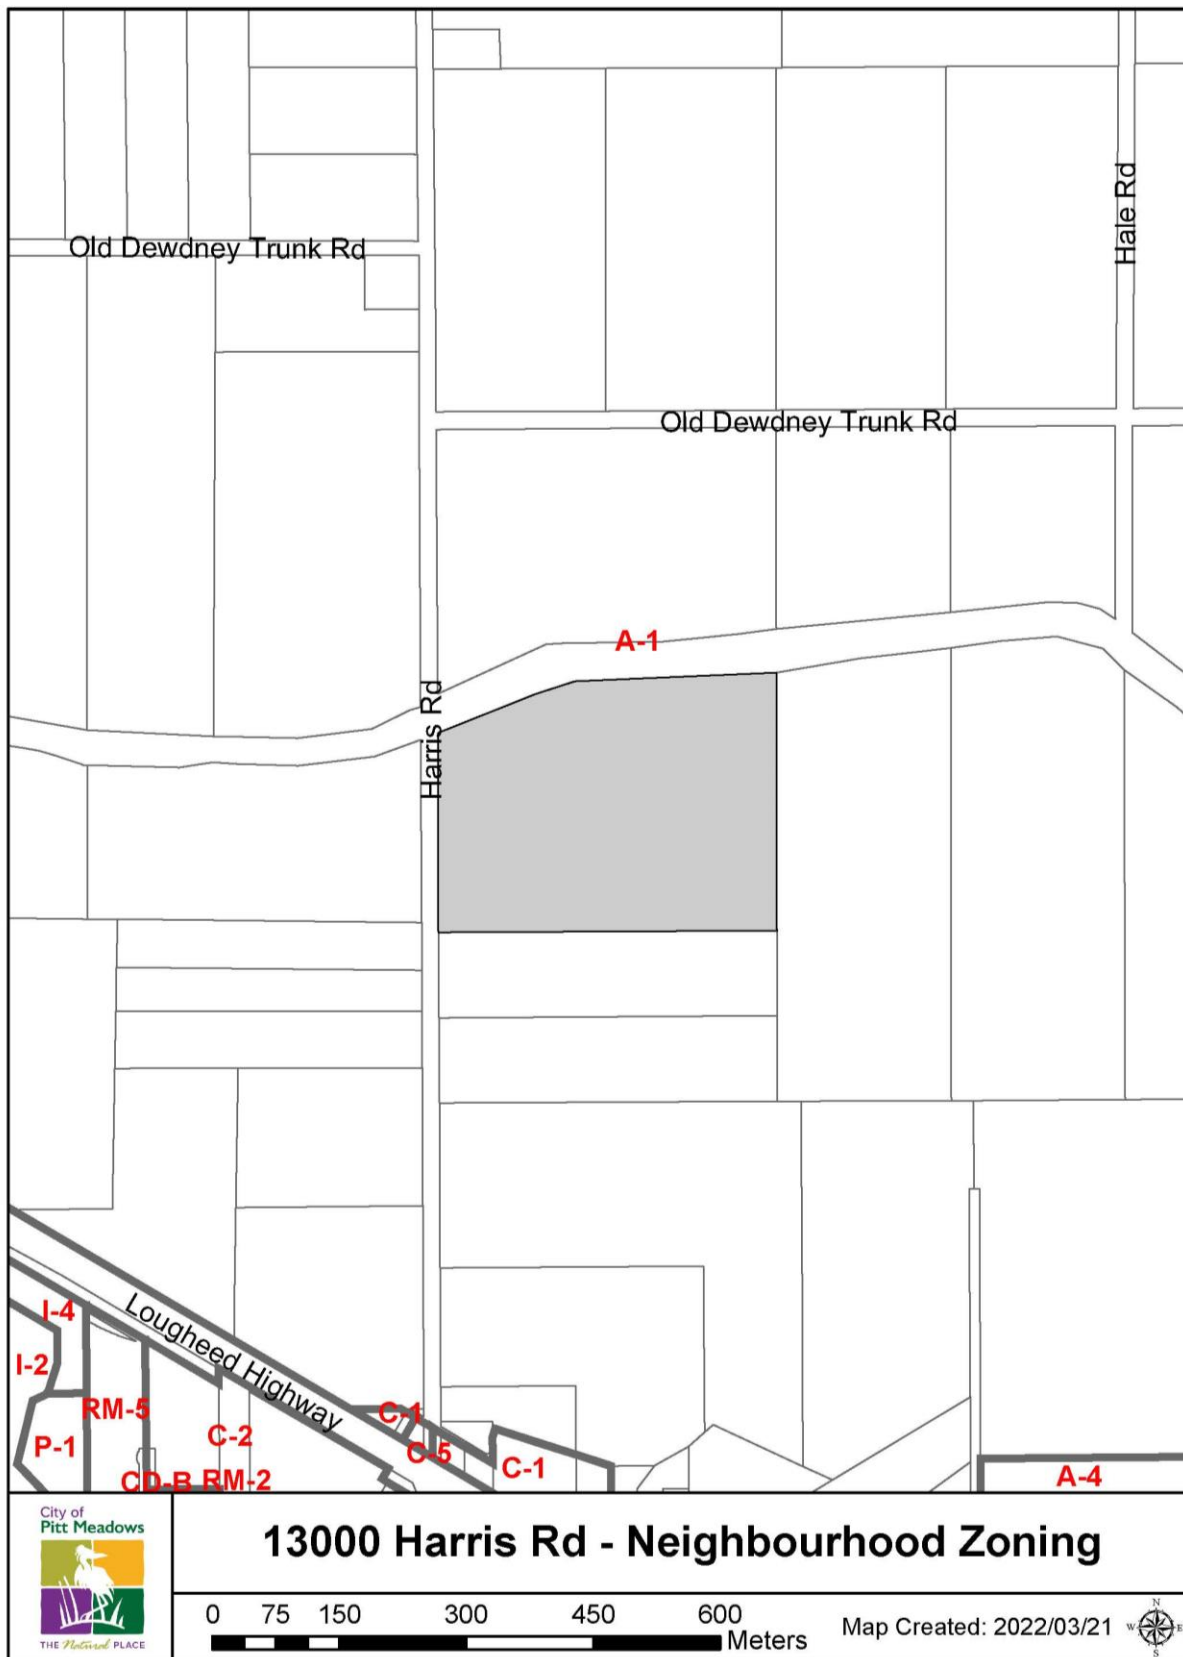 Hale Rd
Old Dewdney Trunk Rd
Old Dewdney Trunk Rd
A-1
Harris Rd
Lougheed Highway
I-4
I-2
RM-5
P-1
C-2
CD-B
RM-2
C-1
C-5
C-1
A-4
City of
Pitt Meadows
THE Natural PLACE
13000 Harris Rd - Neighbourhood Zoning
0 75 150 300 450 600
Meters
Map Created: 2022/03/21
N
W E
S